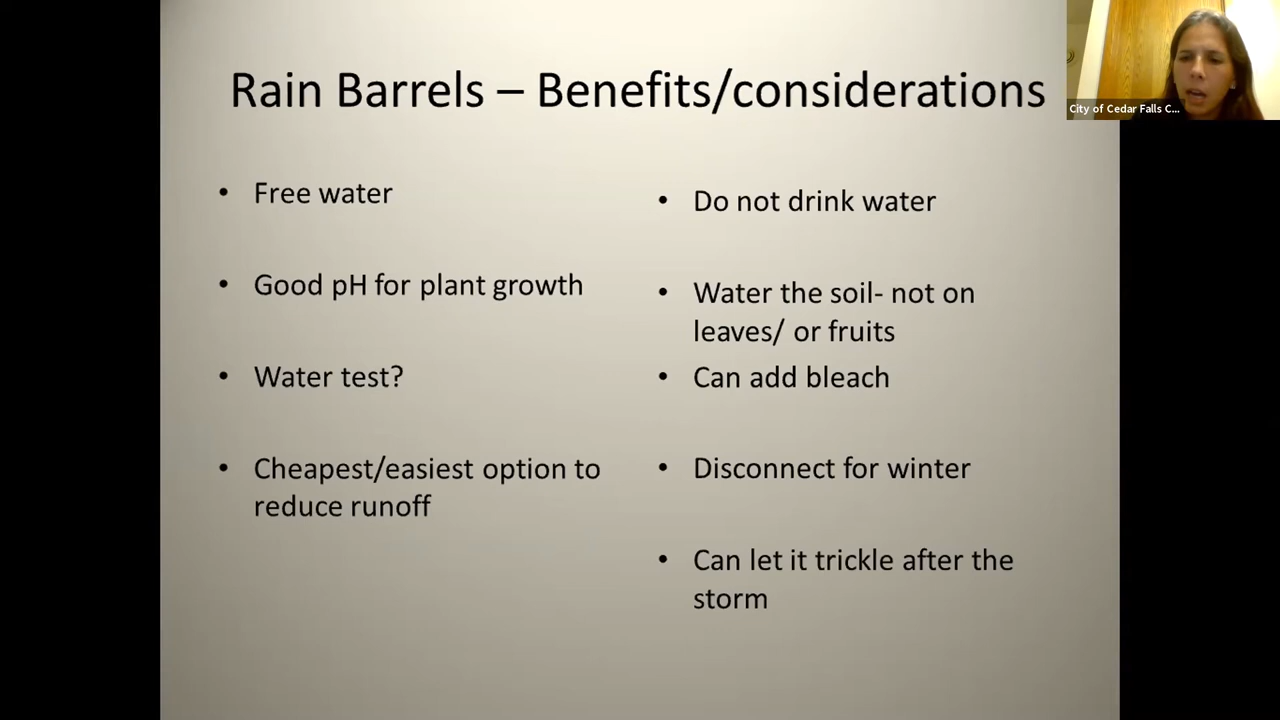 Rain Barrels – Benefits/considerations
City of Cedar Falls C...
• Free water
• Good pH for plant growth
• Water test?
• Cheapest/easiest option to
reduce runoff
• Do not drink water
• Water the soil- not on
leaves/ or fruits
• Can add bleach
• Disconnect for winter
• Can let it trickle after the
storm